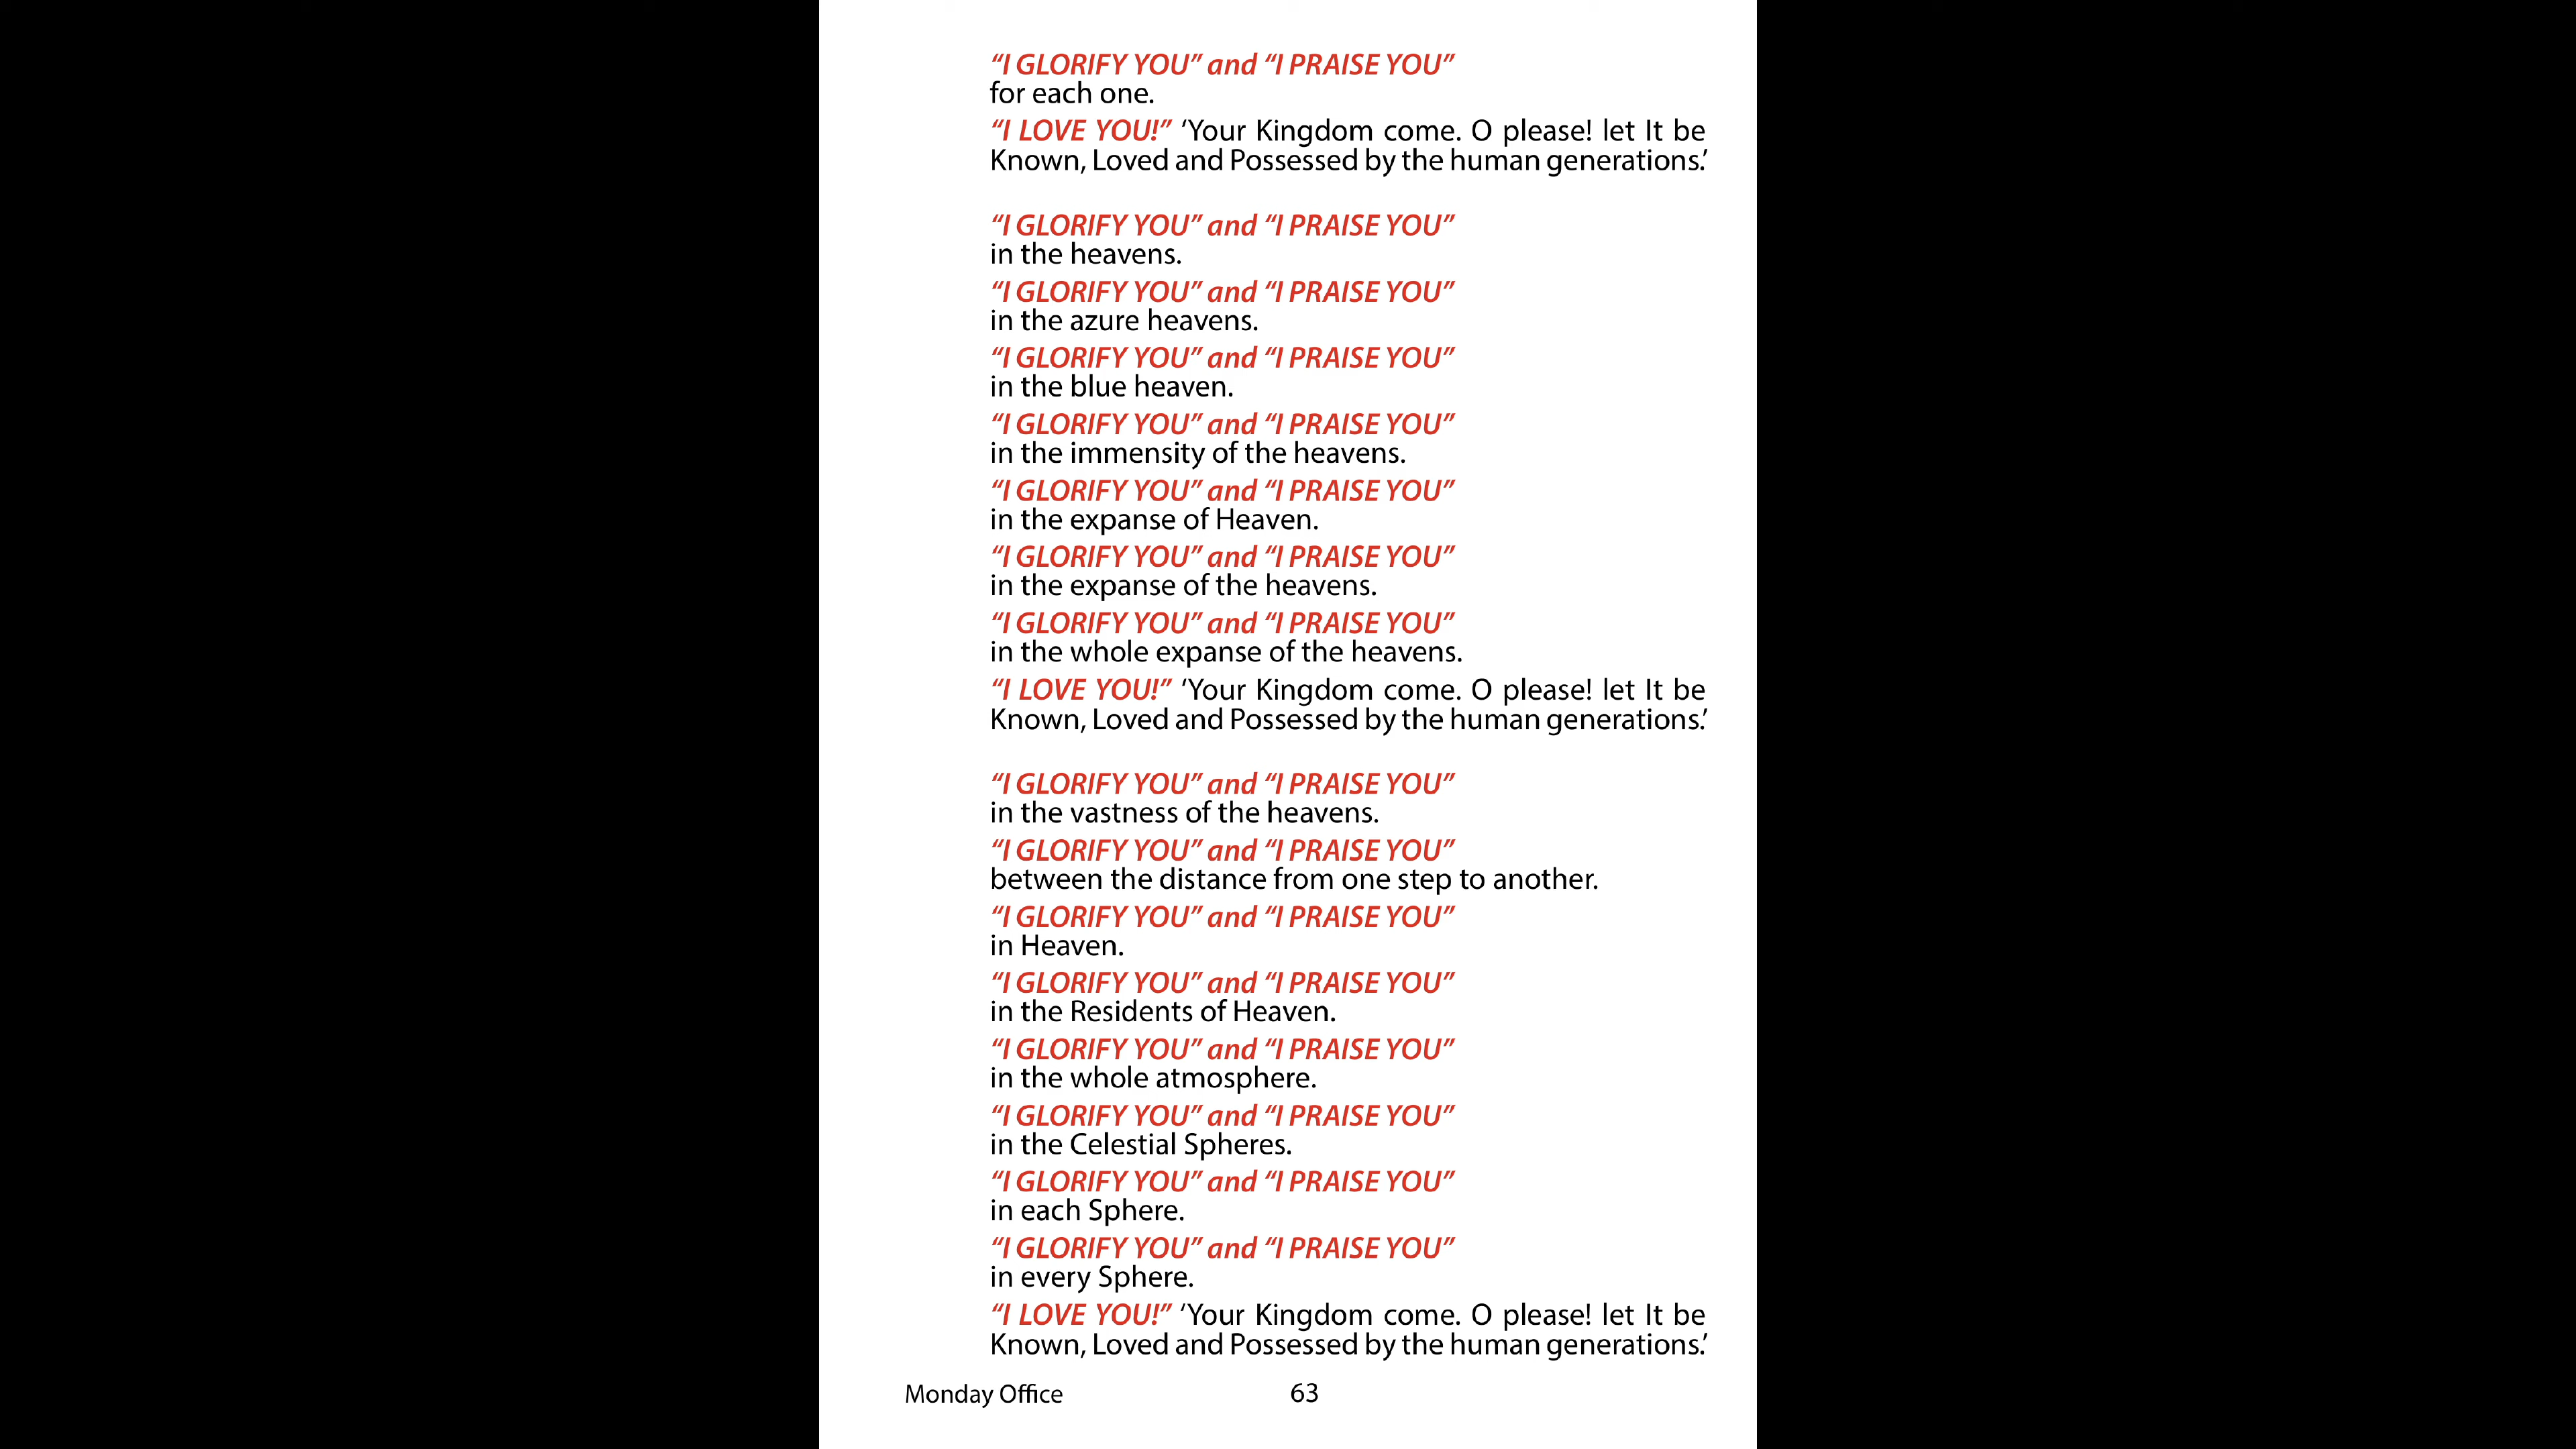 “I GLORIFY YOU” and “I PRAISE YOU”
for each one.
“I LOVE YOU!” ‘Your Kingdom come. O please! let It be
Known, Loved and Possessed by the human generations.’
“I GLORIFY YOU” and “I PRAISE YOU”
in the heavens.
“I GLORIFY YOU” and “I PRAISE YOU”
in the azure heavens.
“I GLORIFY YOU” and “I PRAISE YOU”
in the blue heaven.
“I GLORIFY YOU” and “I PRAISE YOU”
in the immensity of the heavens.
“I GLORIFY YOU” and “I PRAISE YOU”
in the expanse of Heaven.
“I GLORIFY YOU” and “I PRAISE YOU”
in the expanse of the heavens.
“I GLORIFY YOU” and “I PRAISE YOU”
in the whole expanse of the heavens.
“I LOVE YOU!” ‘Your Kingdom come. O please! let It be
Known, Loved and Possessed by the human generations.’
“I GLORIFY YOU” and “I PRAISE YOU”
in the vastness of the heavens.
“I GLORIFY YOU” and “I PRAISE YOU”
between the distance from one step to another.
“I GLORIFY YOU” and “I PRAISE YOU”
in Heaven.
“I GLORIFY YOU” and “I PRAISE YOU”
in the Residents of Heaven.
“I GLORIFY YOU” and “I PRAISE YOU”
in the whole atmosphere.
“I GLORIFY YOU” and “I PRAISE YOU”
in the Celestial Spheres.
“I GLORIFY YOU” and “I PRAISE YOU”
in each Sphere.
“I GLORIFY YOU” and “I PRAISE YOU”
in every Sphere.
“I LOVE YOU!” ‘Your Kingdom come. O please! let It be
Known, Loved and Possessed by the human generations.’
Monday Office 63